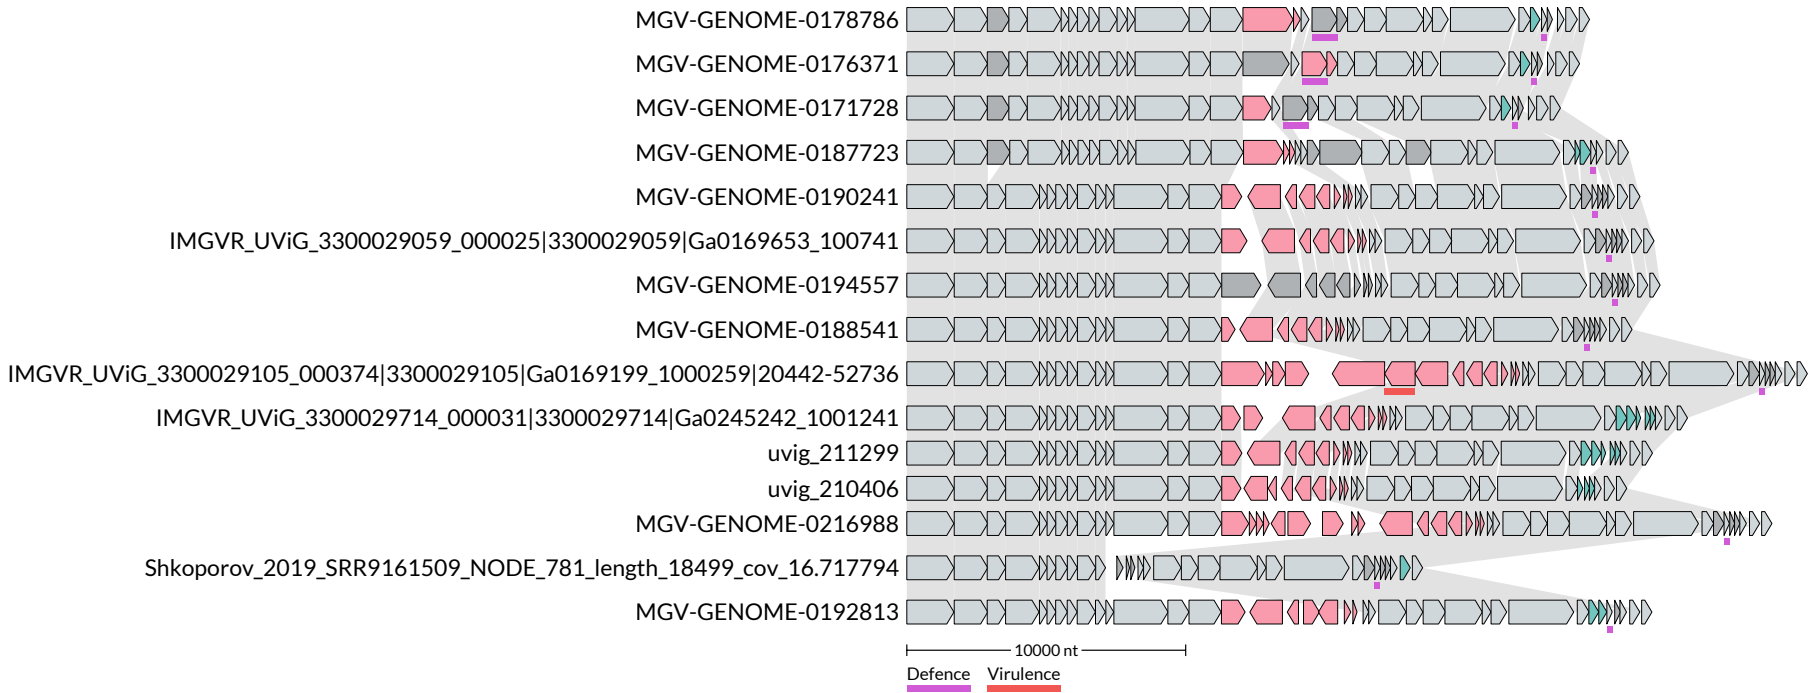 MGV-GENOME-0178786
MGV-GENOME-0176371
MGV-GENOME-0171728
MGV-GENOME-0187723
MGV-GENOME-0190241
IMGVR_UViG_3300029059_000025|3300029059|Ga0169653_100741
MGV-GENOME-0194557
MGV-GENOME-0188541
IMGVR_UViG_3300029105_000374|3300029105|Ga0169199_1000259|20442-52736
IMGVR_UViG_3300029714_000031|3300029714|Ga0245242_1001241
uvig_211299
uvig_210406
MGV-GENOME-0216988
Shkoporov_2019_SRR9161509_NODE_781_length_18499_cov_16.717794
MGV-GENOME-0192813
10000 nt
Defence Virulence